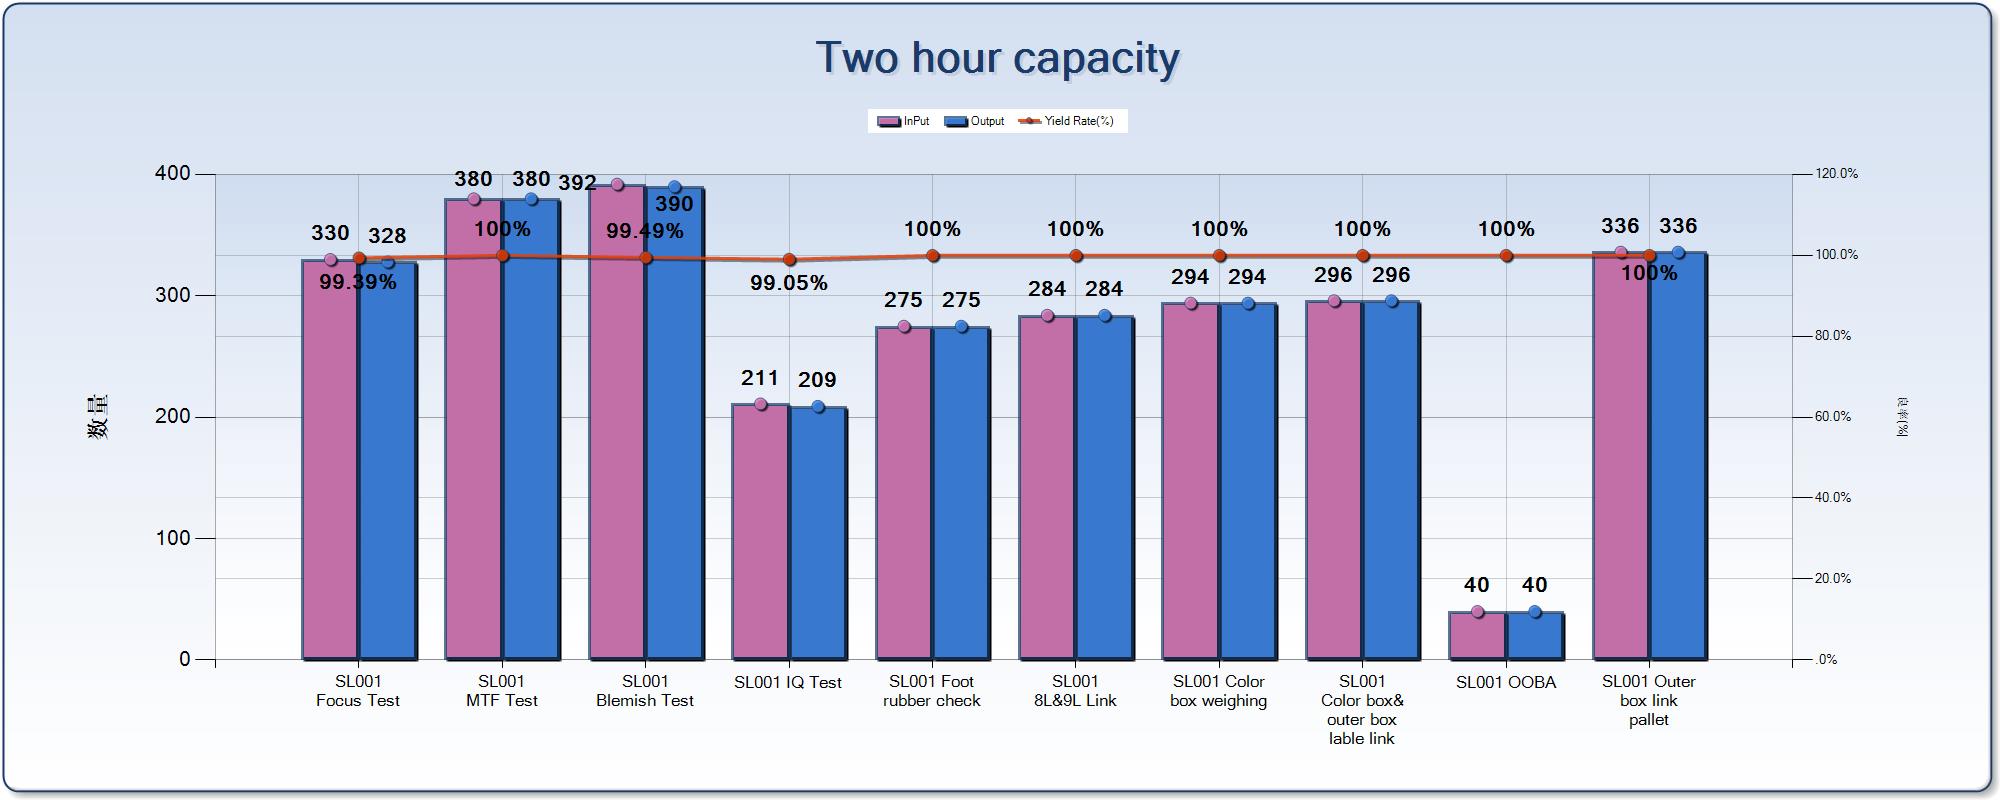 Two hour capacity
InPut Output Yield Rate(%)
400
300
200
100
0
数量
120.0%
100.0%
80.0%
60.0%
40.0%
20.0%
.0%
良率(%)
330 328
99.39%
380 380
100%
392 390
99.49%
211 209
99.05%
275 275
100%
284 284
100%
294 294
100%
296 296
100%
40 40
100%
336 336
100%
SL001
Focus Test
SL001
MTF Test
SL001
Blemish Test
SL001 IQ Test
SL001 Foot
rubber check
SL001
8L&9L Link
SL001 Color
box weighing
SL001
Color box&
outer box
lable link
SL001 OOBA
SL001 Outer
box link
pallet